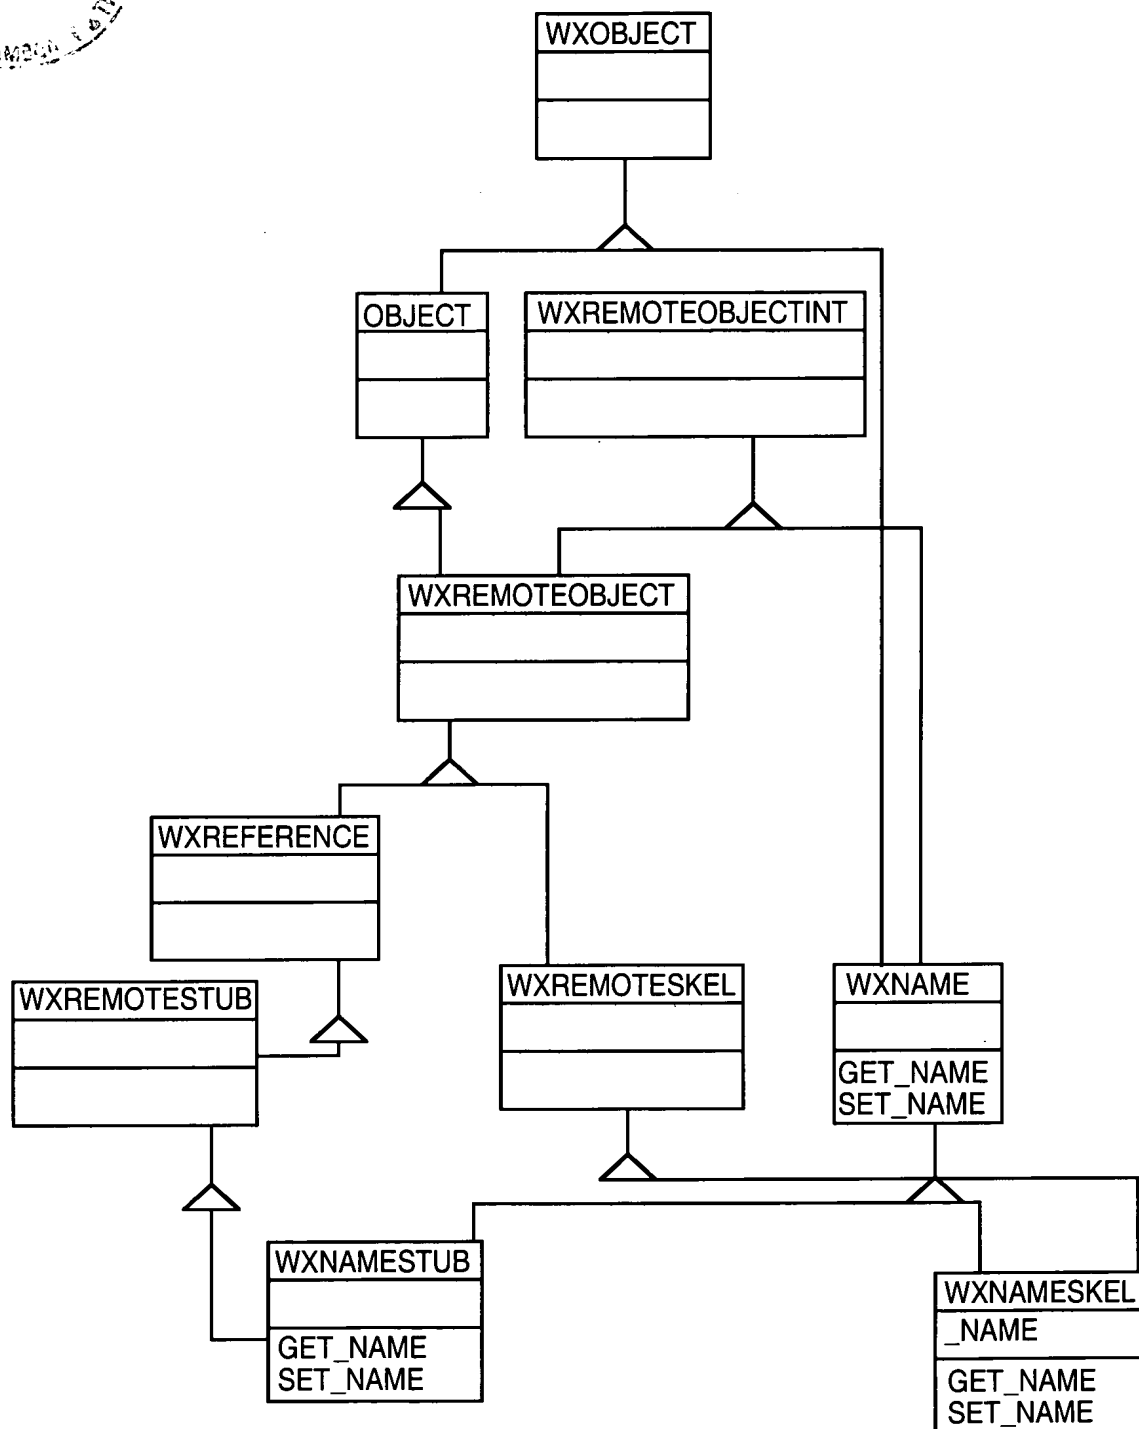 WXOBJECT
OBJECT
WXREMOTEOBJECTINT
WXREMOTEOBJECT
WXREFERENCE
WXREMOTESTUB
WXREMOTESKEL
WXNAME
GET_NAME
SET_NAME
WXNAMESTUB
GET_NAME
SET_NAME
WXNAMESKEL
_NAME
GET_NAME
SET_NAME